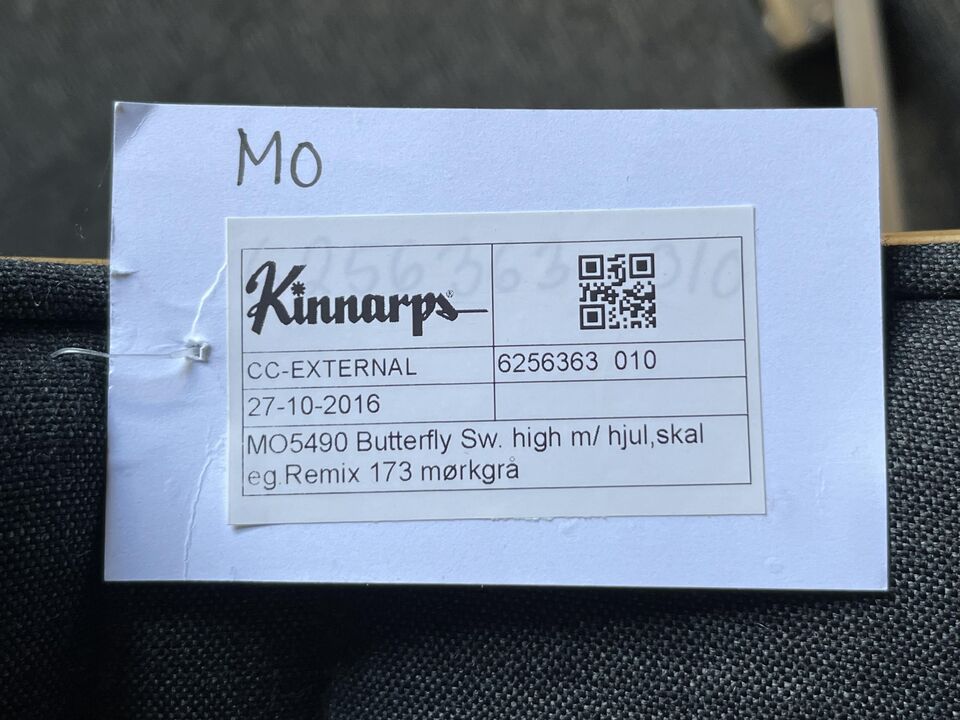 MO
Kinnarps®
CC-EXTERNAL
6256363 010
27-10-2016
MO5490 Butterfly Sw. high m/ hjul,skal
eg.Remix 173 mørkgrå